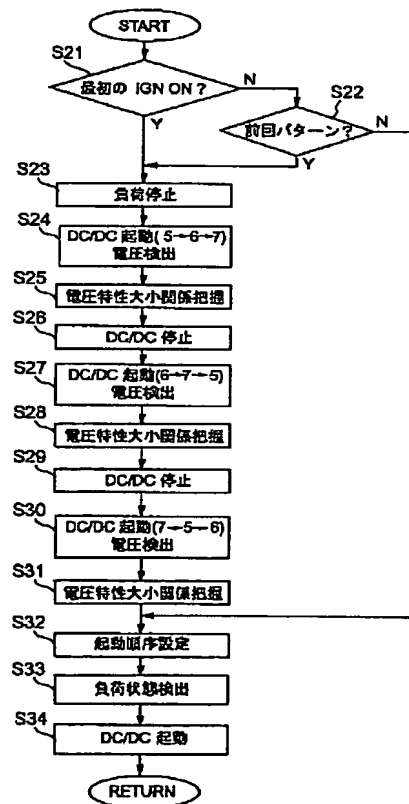 START
S21
最初の IGN ON ?
N
S22
前回パターン?
N
Y
Y
S23
負荷停止
S24
DC/DC 起動( 5→6→7)
電圧検出
S25
電圧特性大小関係把握
S26
DC/DC 停止
S27
DC/DC 起動(6→7→5)
電圧検出
S28
電圧特性大小関係把握
S29
DC/DC 停止
S30
DC/DC 起動(7→5→6)
電圧検出
S31
電圧特性大小関係把握
S32
起動順序設定
S33
負荷状態検出
S34
DC/DC 起動
RETURN